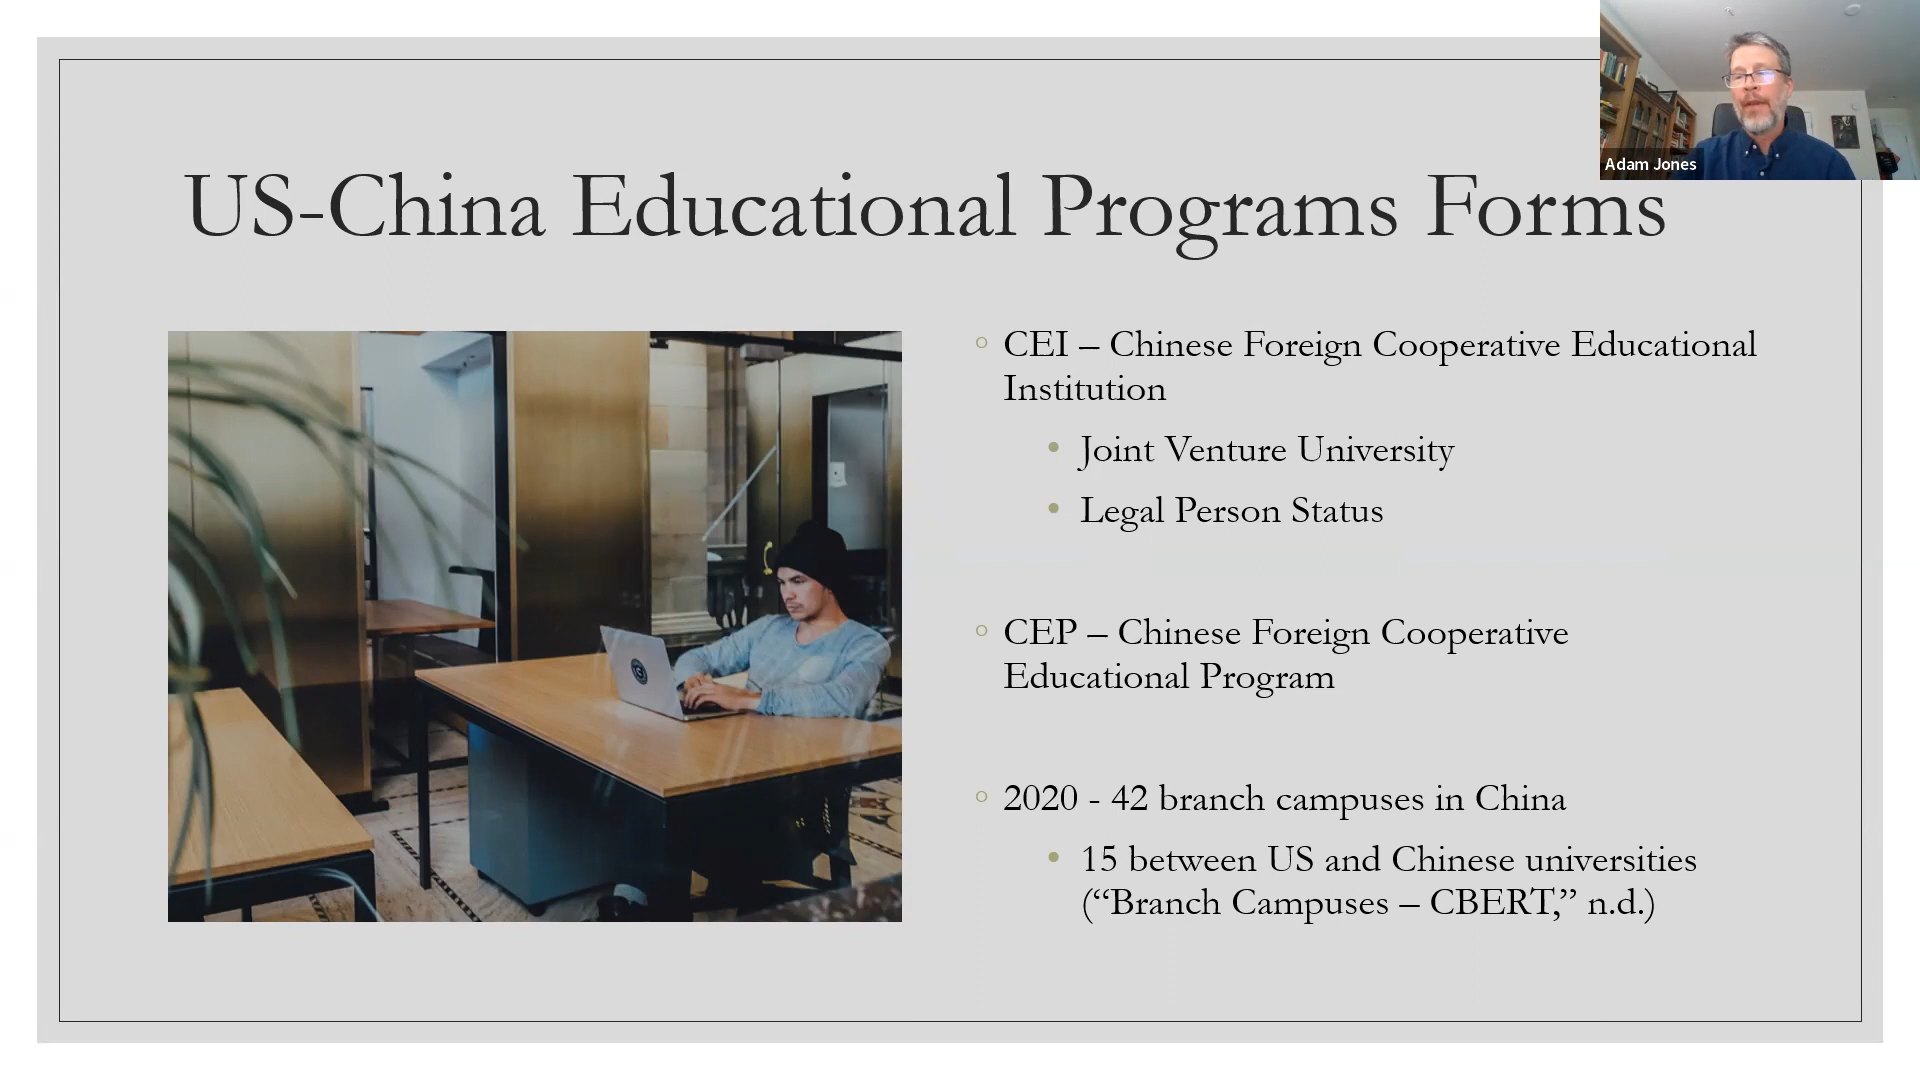 US-China Educational Programs Forms
Adam Jones
CEI – Chinese Foreign Cooperative Educational
Institution
Joint Venture University
Legal Person Status
CEP – Chinese Foreign Cooperative
Educational Program
2020 - 42 branch campuses in China
15 between US and Chinese universities
(“Branch Campuses – CBERT,” n.d.)